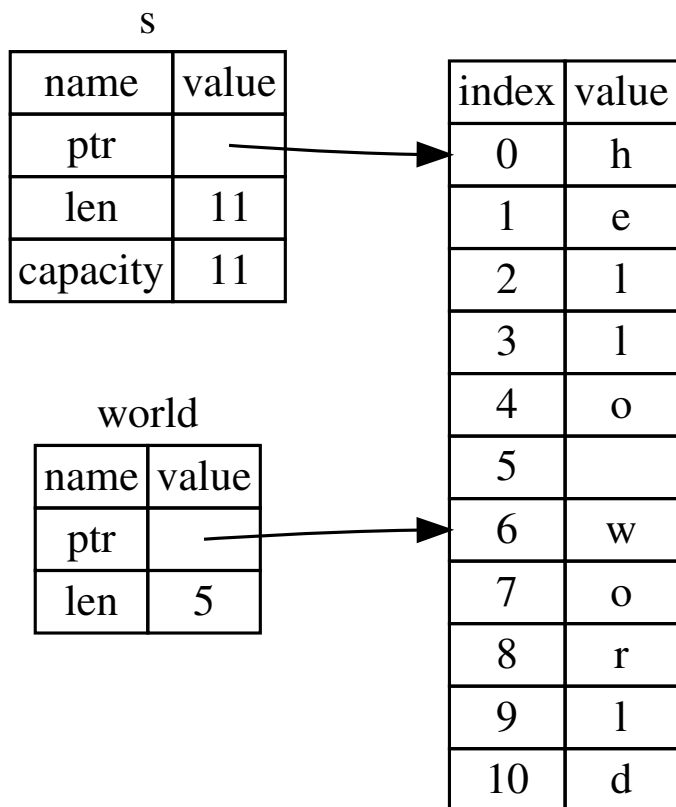 s
name value
ptr
len 11
capacity 11
world
name value
ptr
len 5
index value
0 h
1 e
2 l
3 l
4 o
5
6 w
7 o
8 r
9 l
10 d